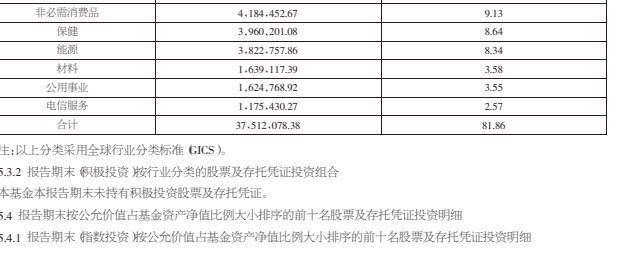 非必需消费品 4,184,452.67 9.13
保健 3,960,201.08 8.64
能源 3,822,757.86 8.34
材料 1,639,117.39 3.58
公用事业 1,624,768.92 3.55
电信服务 1,175,430.27 2.57
合计 37,512,078.38 81.86
注:以上分类采用全球行业分类标准(GICS)。
5.3.2 报告期末(积极投资)按行业分类的股票及存托凭证投资组合
本基金本报告期末未持有积极投资股票及存托凭证。
5.4 报告期末按公允价值占基金资产净值比例大小排序的前十名股票及存托凭证投资明细
5.4.1 报告期末(指数投资)按公允价值占基金资产净值比例大小排序的前十名股票及存托凭证投资明细